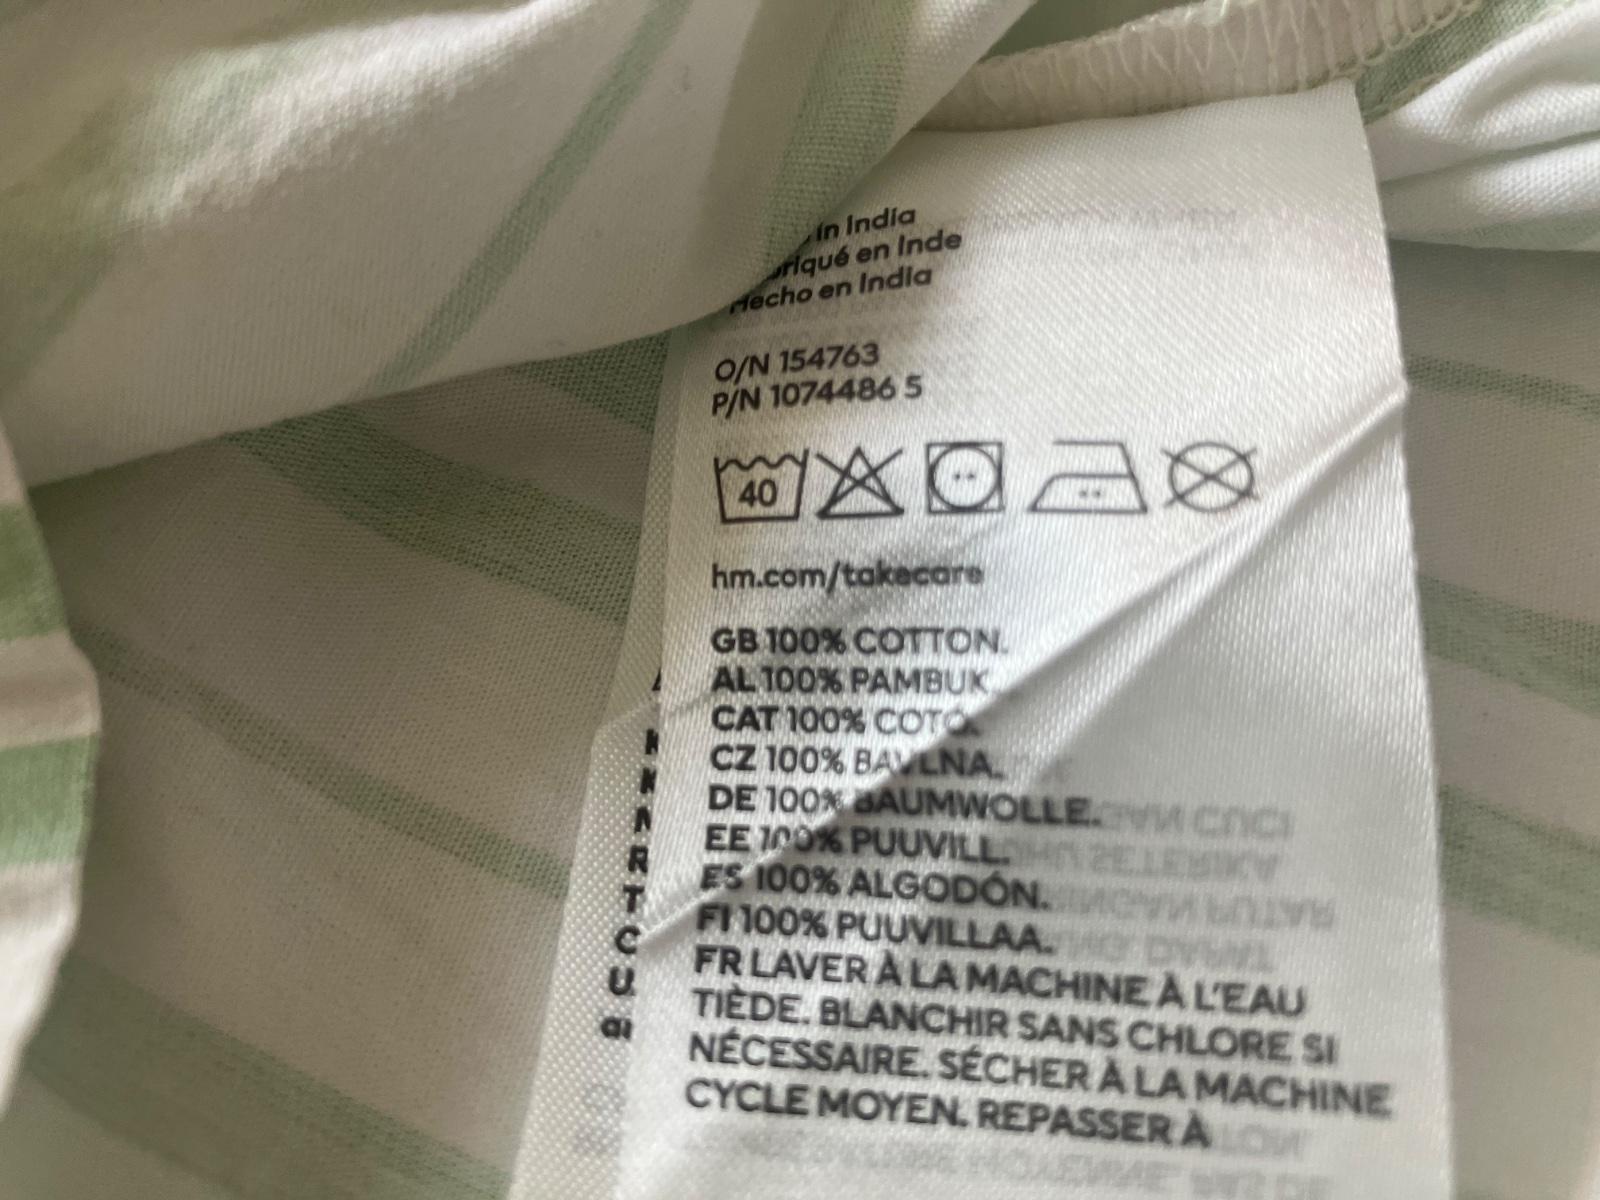 in India
riqué en Inde
Hecho en India
O/N 154763
P/N 1074486 5
40
hm.com/takecare
GB 100% COTTON.
AL 100% PAMBUK.
CAT 100% COTÓ.
CZ 100% BAVLNA.
DE 100% BAUMWOLLE.
EE 100% PUUVILL.
ES 100% ALGODÓN.
FI 100% PUUVILLAA.
FR LAVER À LA MACHINE À L'EAU
TIÈDE. BLANCHIR SANS CHLORE SI
NÉCESSAIRE. SÉCHER À LA MACHINE
CYCLE MOYEN. REPASSER À